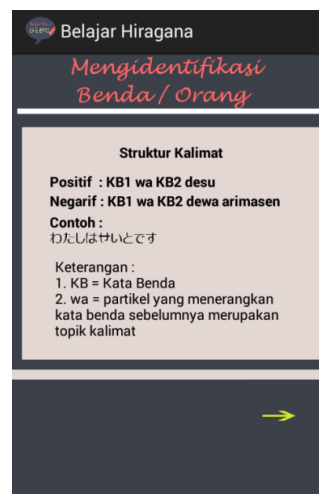 Belajar Hiragana
Mengidentifikasi
Benda / Orang
Struktur Kalimat
Positif : KB1 wa KB2 desu
Negarif : KB1 wa KB2 dewa arimasen
Contoh :
わたしはせいとです
Keterangan :
1. KB = Kata Benda
2. wa = partikel yang menerangkan
kata benda sebelumnya merupakan
topik kalimat